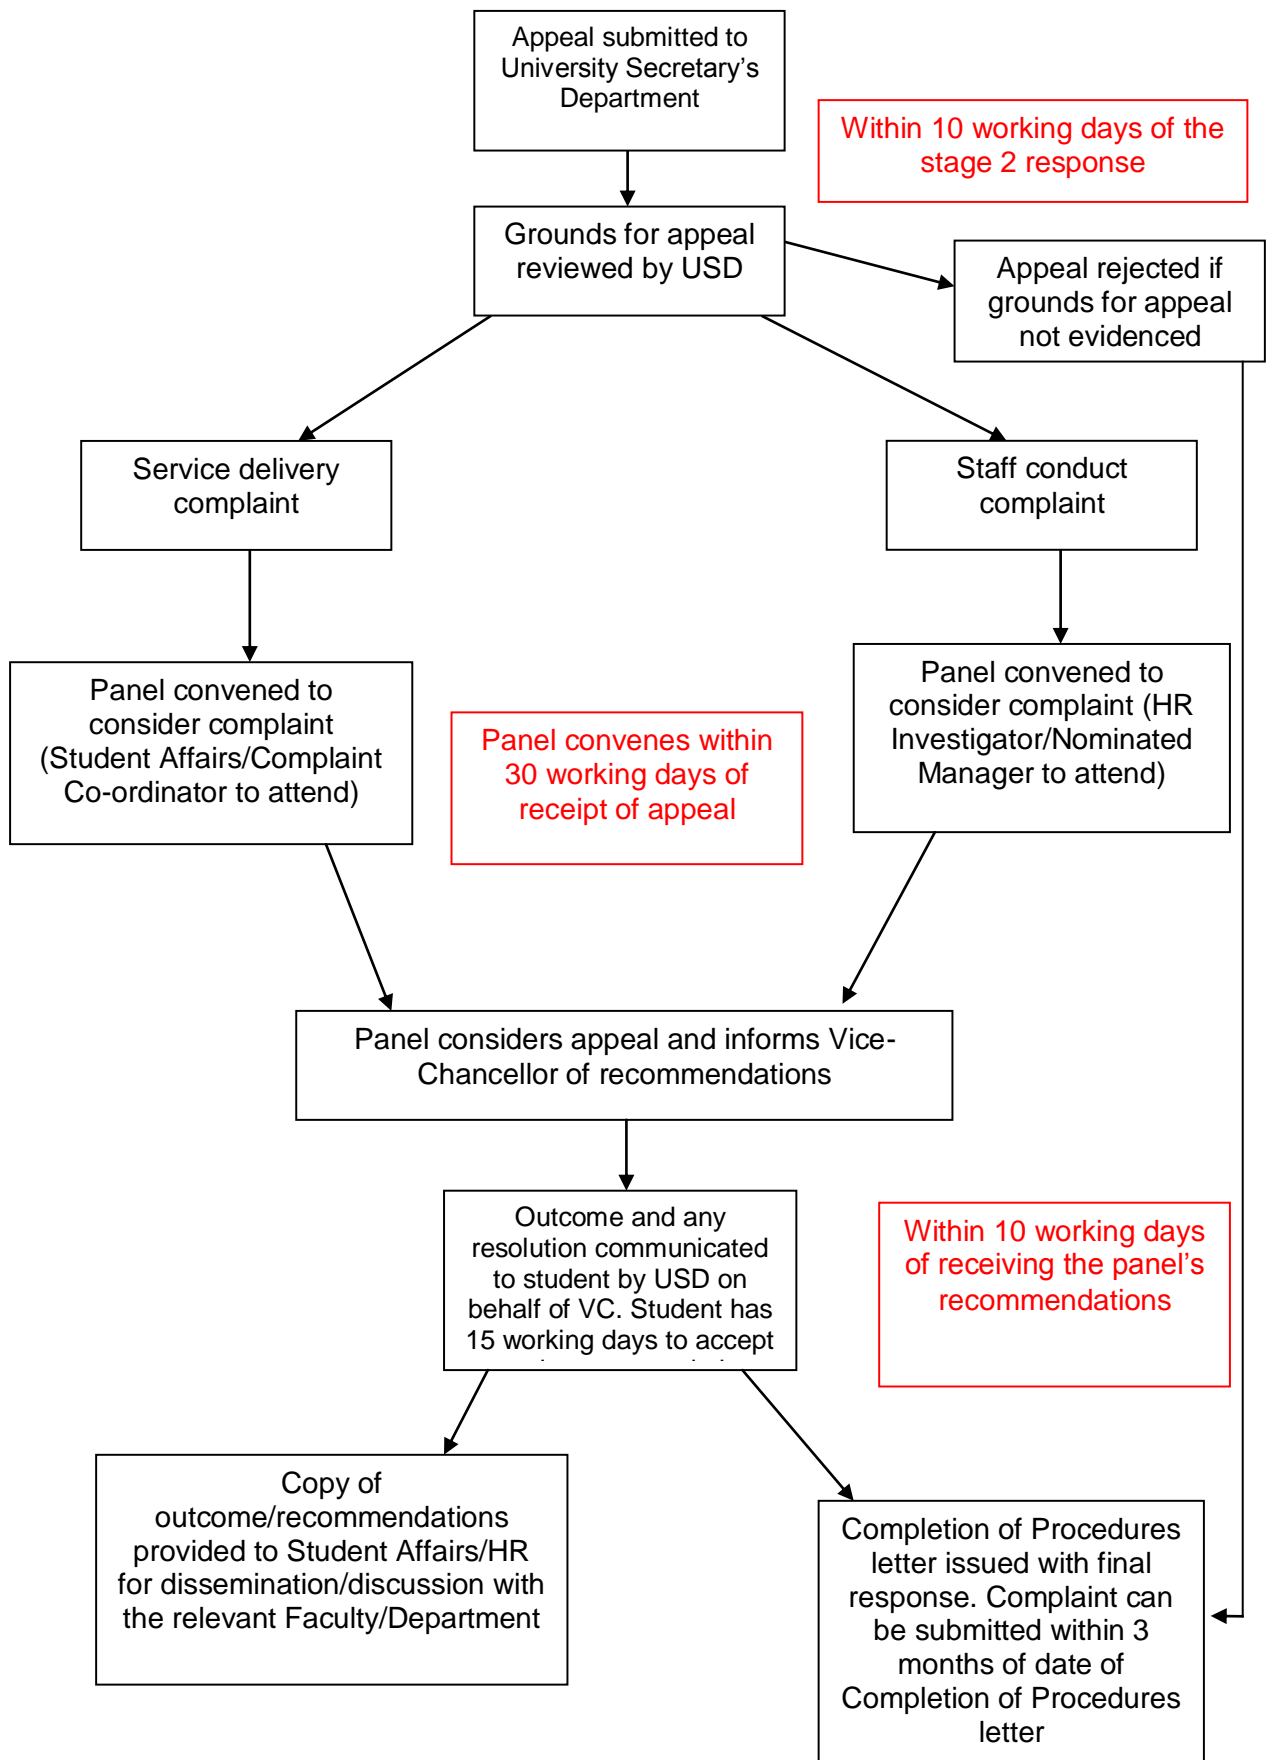 Appeal submitted to
University Secretary’s
Department
Within 10 working days of the
stage 2 response
Grounds for appeal
reviewed by USD
Appeal rejected if
grounds for appeal
not evidenced
Service delivery
complaint
Staff conduct
complaint
Panel convened to
consider complaint
(Student Affairs/Complaint
Co-ordinator to attend)
Panel convenes within
30 working days of
receipt of appeal
Panel convened to
consider complaint (HR
Investigator/Nominated
Manager to attend)
Panel considers appeal and informs Vice-
Chancellor of recommendations
Outcome and any
resolution communicated
to student by USD on
behalf of VC. Student has
15 working days to accept
Within 10 working days
of receiving the panel’s
recommendations
Copy of
outcome/recommendations
provided to Student Affairs/HR
for dissemination/discussion with
the relevant Faculty/Department
Completion of Procedures
letter issued with final
response. Complaint can
be submitted within 3
months of date of
Completion of Procedures
letter